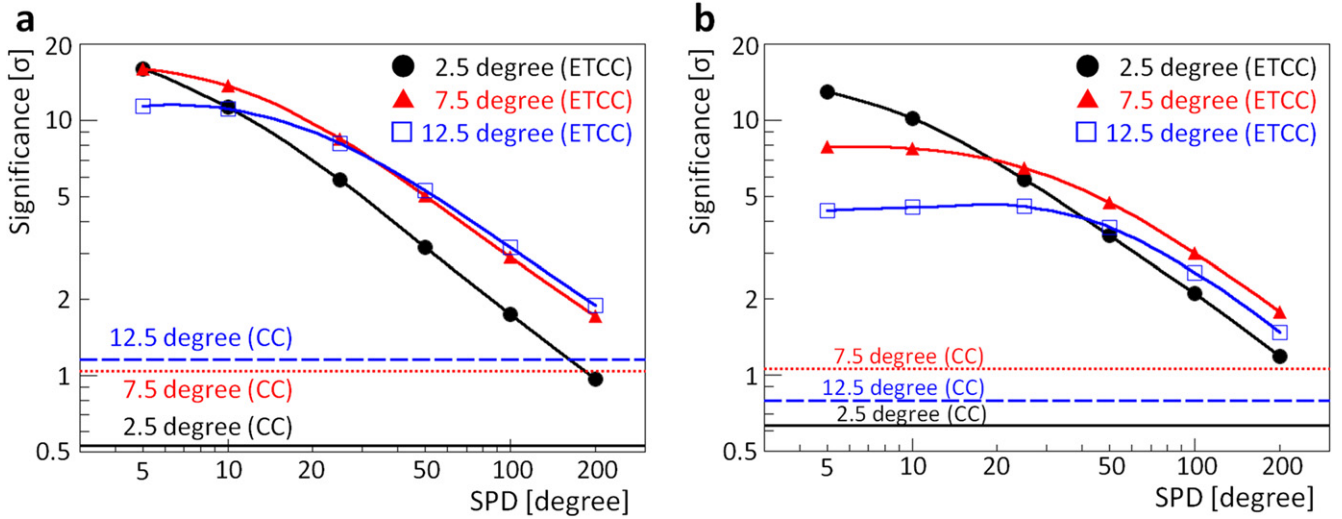 a
Significance [σ]
20
10
5
2
1
0.5
2.5 degree (ETCC)
7.5 degree (ETCC)
12.5 degree (ETCC)
12.5 degree (CC)
7.5 degree (CC)
2.5 degree (CC)
5 10 20 50 100 200
SPD [degree]
b
Significance [σ]
20
10
5
2
1
0.5
2.5 degree (ETCC)
7.5 degree (ETCC)
12.5 degree (ETCC)
7.5 degree (CC)
12.5 degree (CC)
2.5 degree (CC)
5 10 20 50 100 200
SPD [degree]